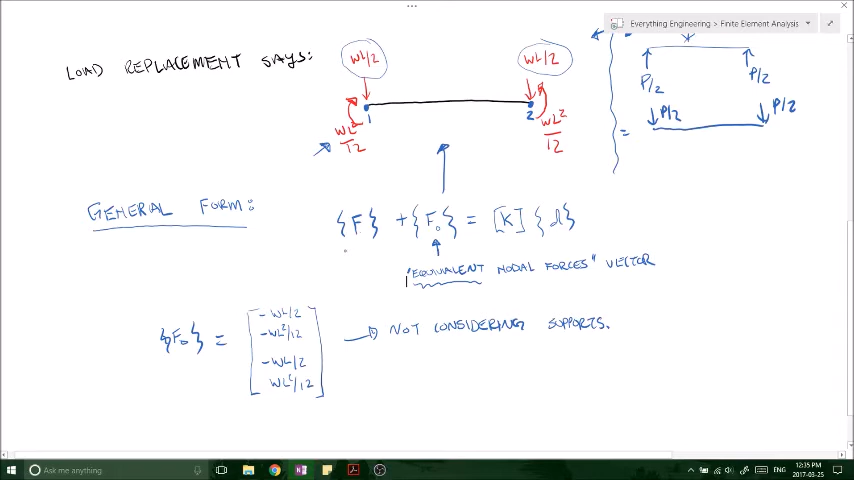 Everything Engineering > Finite Element Analysis
LOAD REPLACEMENT SAYS:
WL/2
WL/2
1
2
WL²/12
WL²/12
P/2
P/2
P/2
P/2
=
GENERAL FORM:
{F} + {F₀} = [K] {d}
"EQUIVALENT NODAL FORCES" VECTOR
{F₀} =
-WL/2
-WL²/12
-WL/2
WL²/12
→ NOT CONSIDERING SUPPORTS.
Ask me anything
ENG
12:35 PM
2017-03-25